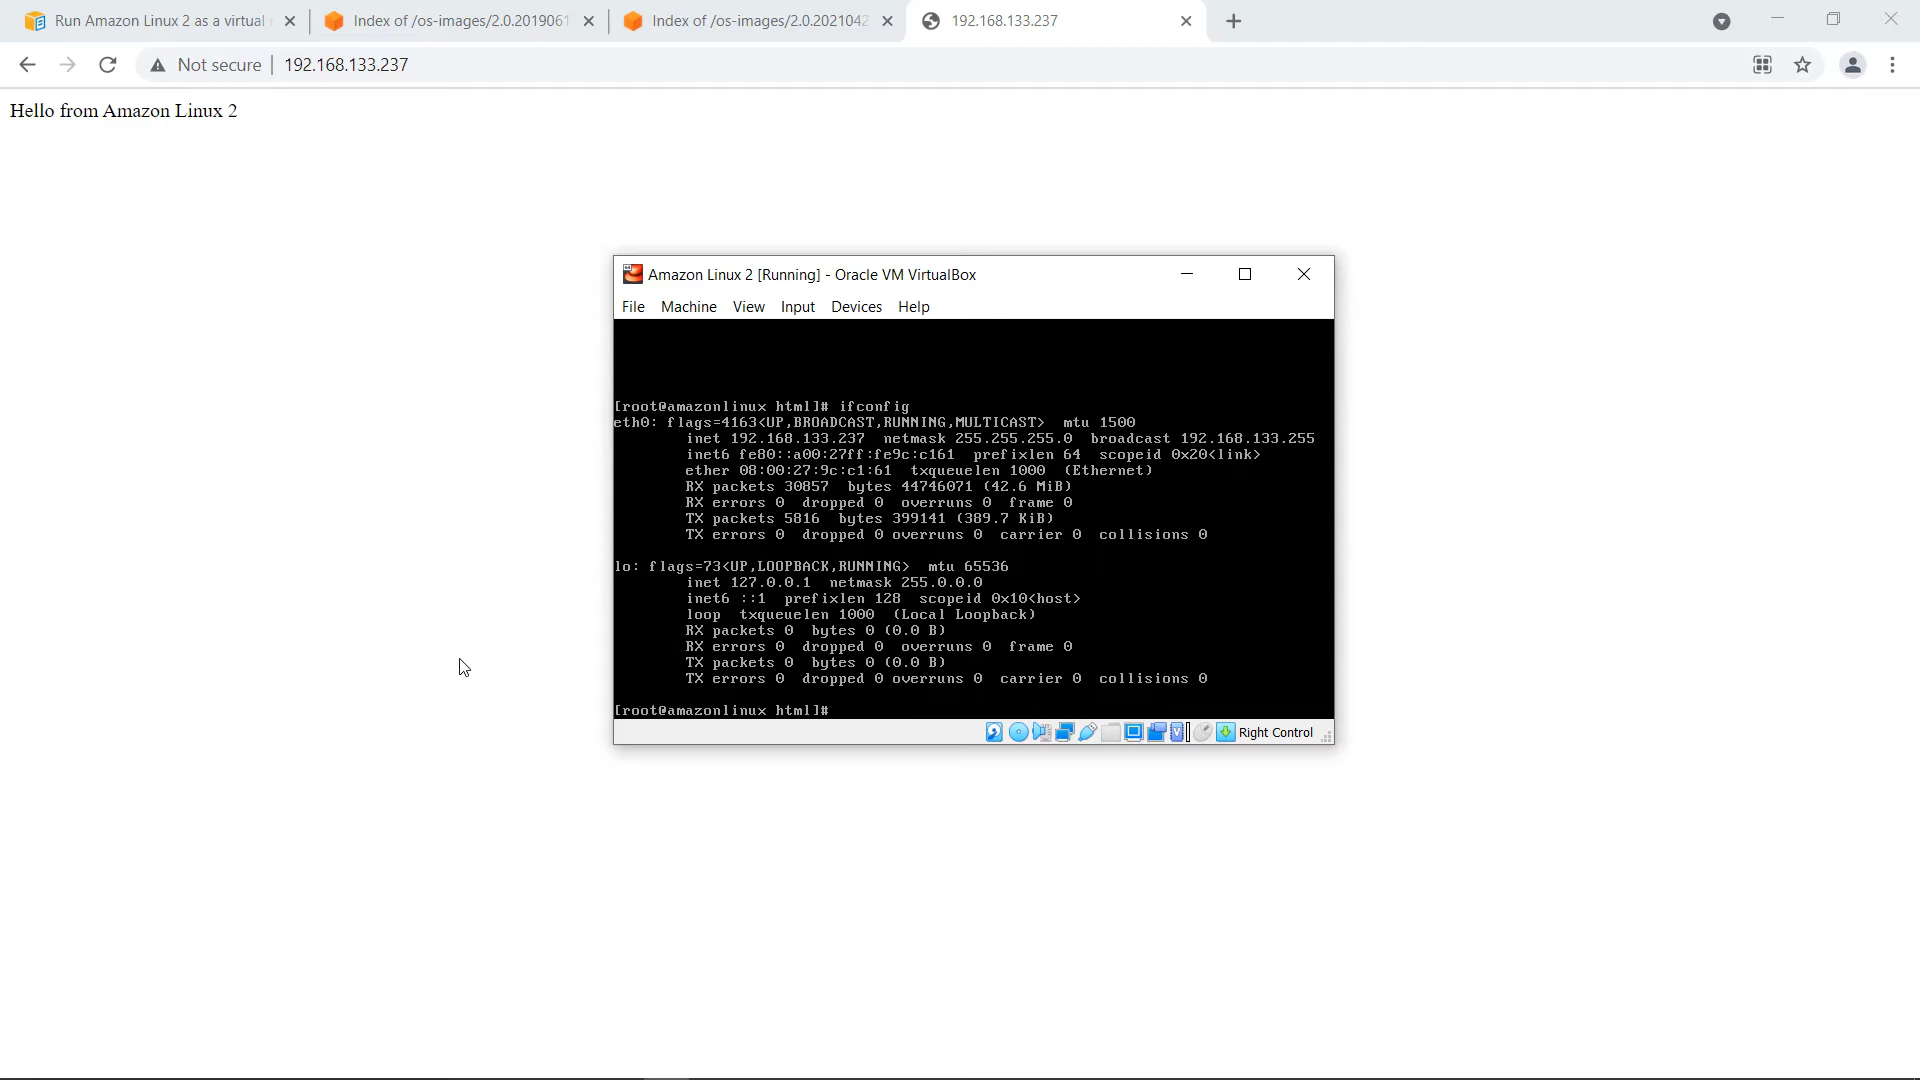 Run Amazon Linux 2 as a virtual
Index of /os-images/2.0.2019061
Index of /os-images/2.0.2021042
192.168.133.237
Not secure
192.168.133.237
Hello from Amazon Linux 2
Amazon Linux 2 [Running] - Oracle VM VirtualBox
File Machine View Input Devices Help
[root@amazonlinux html]# ifconfig
eth0: flags=4163<UP,BROADCAST,RUNNING,MULTICAST>  mtu 1500
        inet 192.168.133.237  netmask 255.255.255.0  broadcast 192.168.133.255
        inet6 fe80::a00:27ff:fe9c:c161  prefixlen 64  scopeid 0x20<link>
        ether 08:00:27:9c:c1:61  txqueuelen 1000  (Ethernet)
        RX packets 30857  bytes 44746071 (42.6 MiB)
        RX errors 0  dropped 0  overruns 0  frame 0
        TX packets 5816  bytes 399141 (389.7 KiB)
        TX errors 0  dropped 0 overruns 0  carrier 0  collisions 0
lo: flags=73<UP,LOOPBACK,RUNNING>  mtu 65536
        inet 127.0.0.1  netmask 255.0.0.0
        inet6 ::1  prefixlen 128  scopeid 0x10<host>
        loop  txqueuelen 1000  (Local Loopback)
        RX packets 0  bytes 0 (0.0 B)
        RX errors 0  dropped 0  overruns 0  frame 0
        TX packets 0  bytes 0 (0.0 B)
        TX errors 0  dropped 0 overruns 0  carrier 0  collisions 0
[root@amazonlinux html]#
Right Control